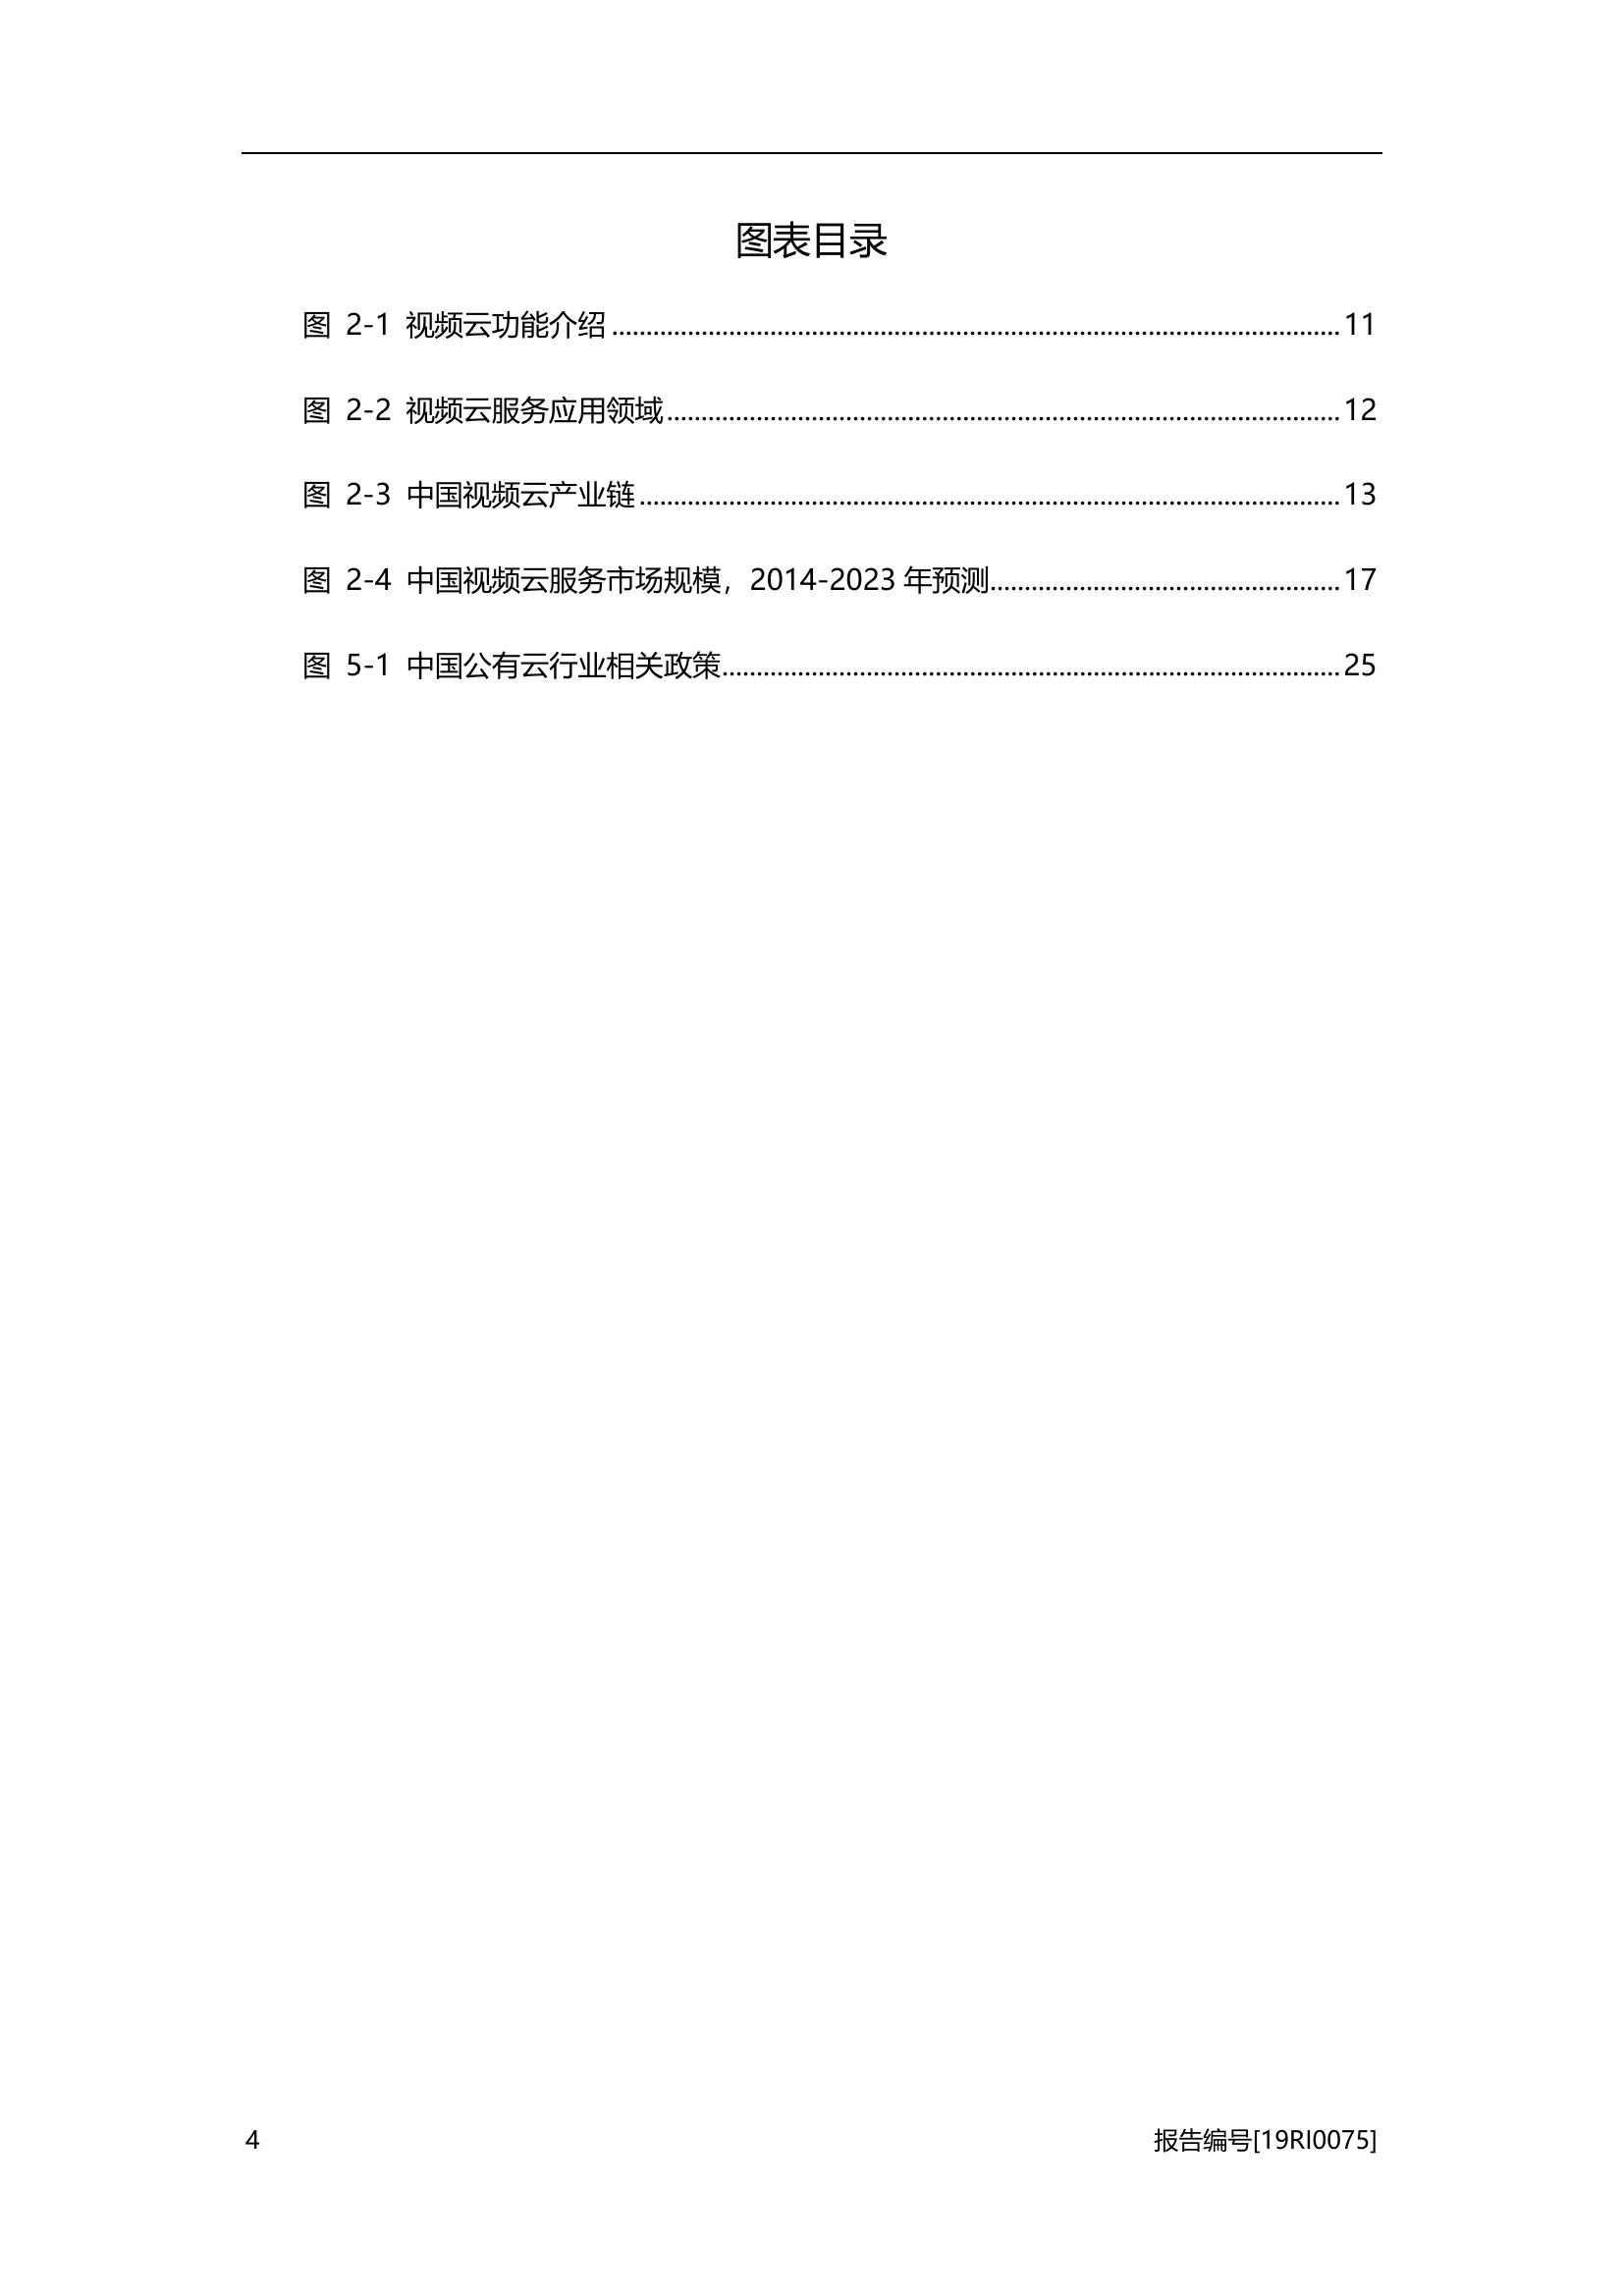 图表目录
图 2-1 视频云功能介绍 ........................................................................................................ 11
图 2-2 视频云服务应用领域 ................................................................................................ 12
图 2-3 中国视频云产业链 .................................................................................................... 13
图 2-4 中国视频云服务市场规模，2014-2023 年预测 .................................................. 17
图 5-1 中国公有云行业相关政策 ........................................................................................ 25
4 报告编号[19RI0075]